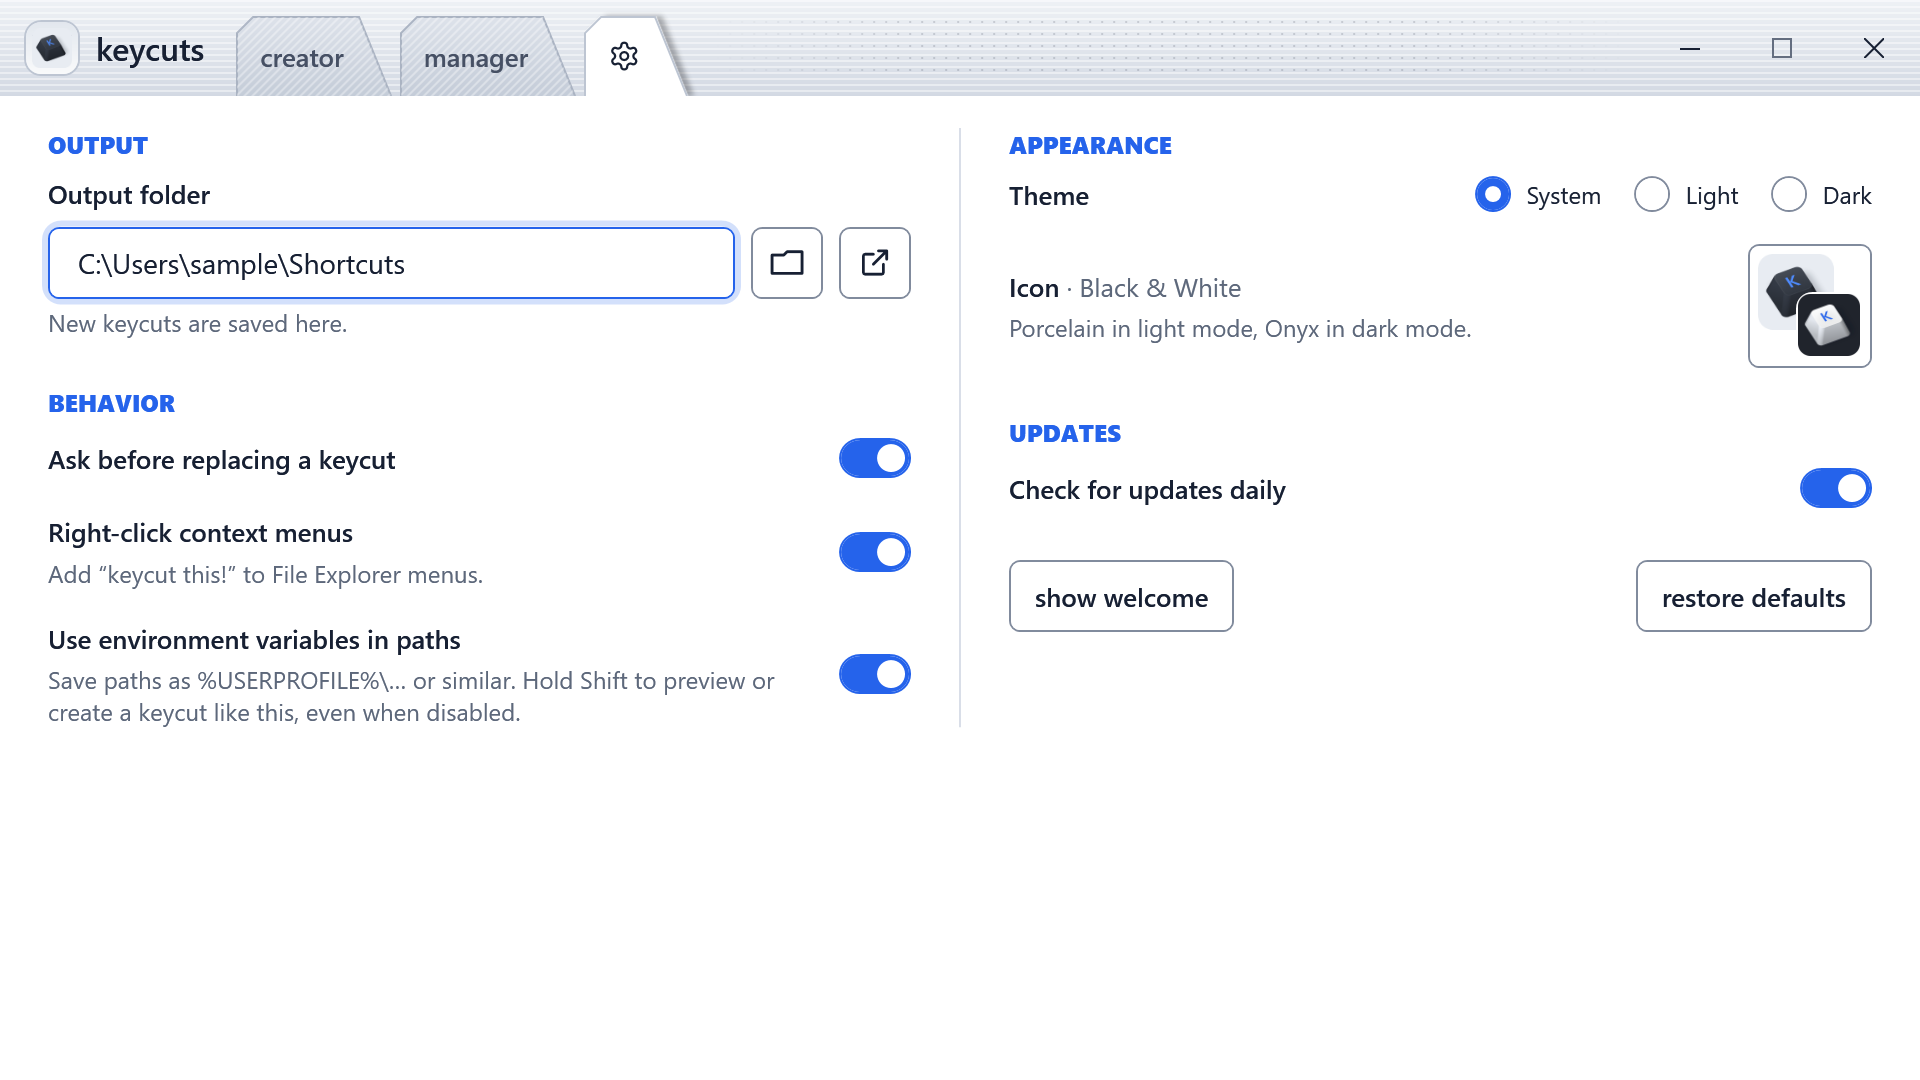 keycuts
creator
manager
OUTPUT
Output folder
C:\Users\sample\Shortcuts
New keycuts are saved here.
BEHAVIOR
Ask before replacing a keycut
Right-click context menus
Add “keycut this!” to File Explorer menus.
Use environment variables in paths
Save paths as %USERPROFILE%\... or similar. Hold Shift to preview or
create a keycut like this, even when disabled.
APPEARANCE
Theme
System
Light
Dark
Icon · Black & White
Porcelain in light mode, Onyx in dark mode.
K
K
UPDATES
Check for updates daily
show welcome
restore defaults